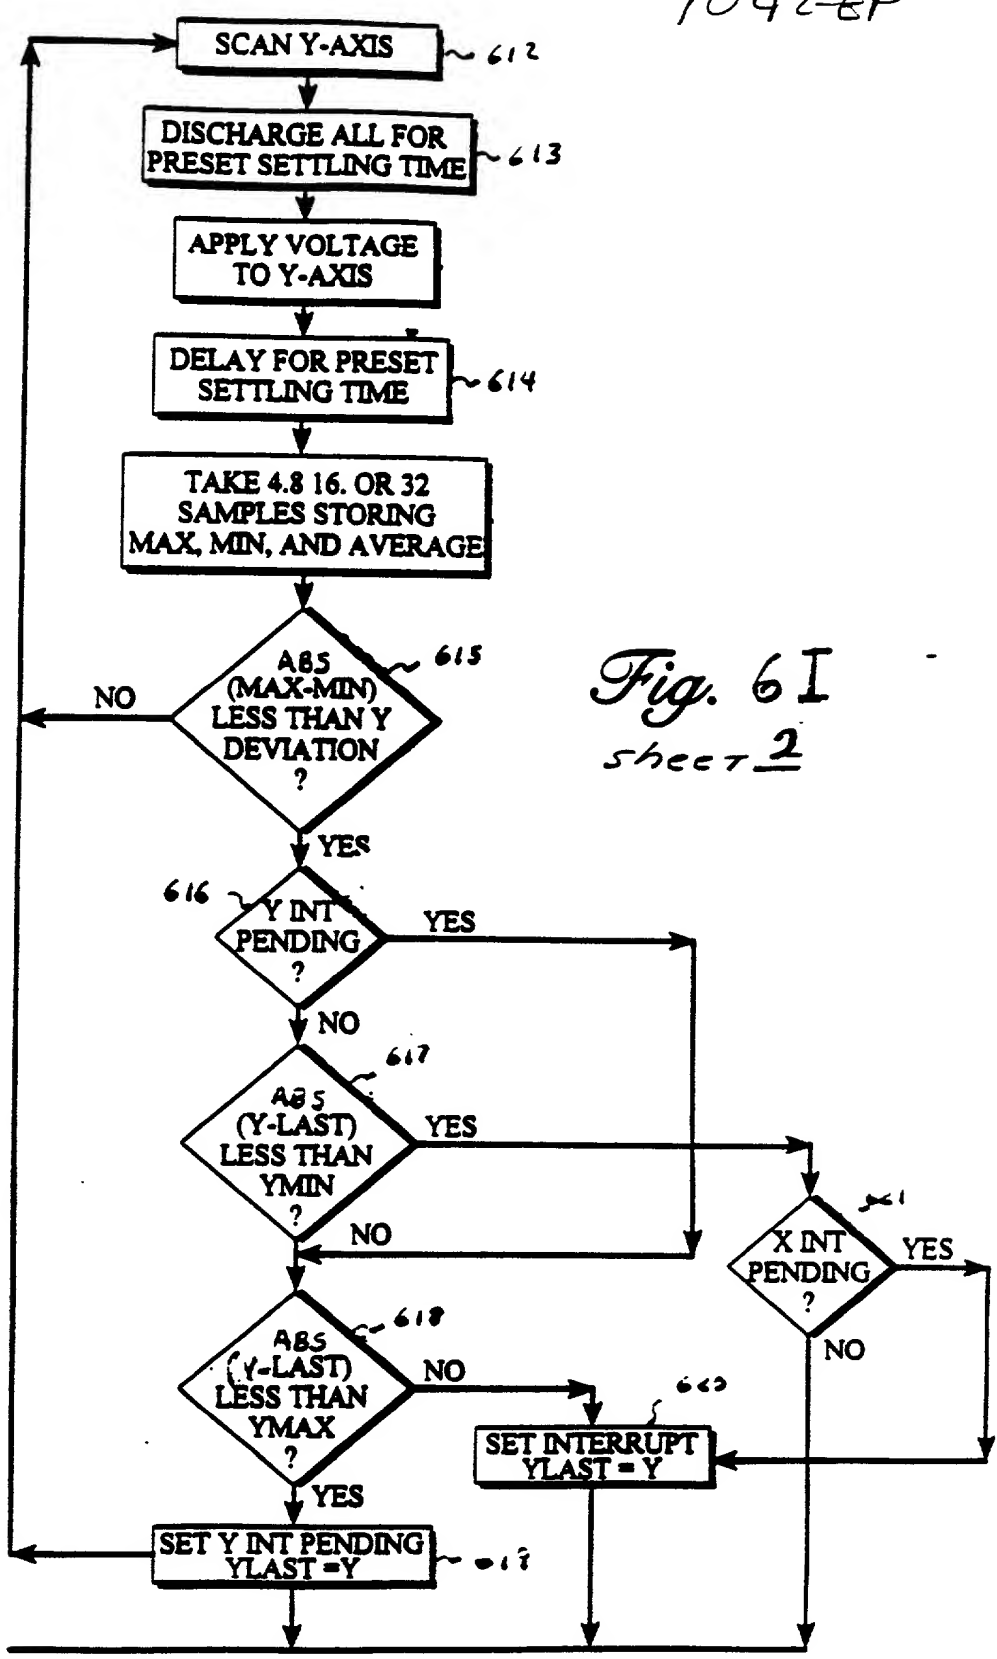 SCAN Y-AXIS
612
DISCHARGE ALL FOR
PRESET SETTLING TIME
613
APPLY VOLTAGE
TO Y-AXIS
DELAY FOR PRESET
SETTLING TIME
614
TAKE 4.8 16. OR 32
SAMPLES STORING
MAX, MIN, AND AVERAGE
ABS
(MAX-MIN)
LESS THAN Y
DEVIATION
?
615
NO
Fig. 6I
sheet 2
YES
616
Y INT
PENDING
?
YES
NO
617
ABS
(Y-LAST)
LESS THAN
YMIN
?
YES
NO
X INT
PENDING
?
YES
NO
618
ABS
(Y-LAST)
LESS THAN
YMAX
?
NO
SET INTERRUPT
YLAST = Y
YES
SET Y INT PENDING
YLAST =Y